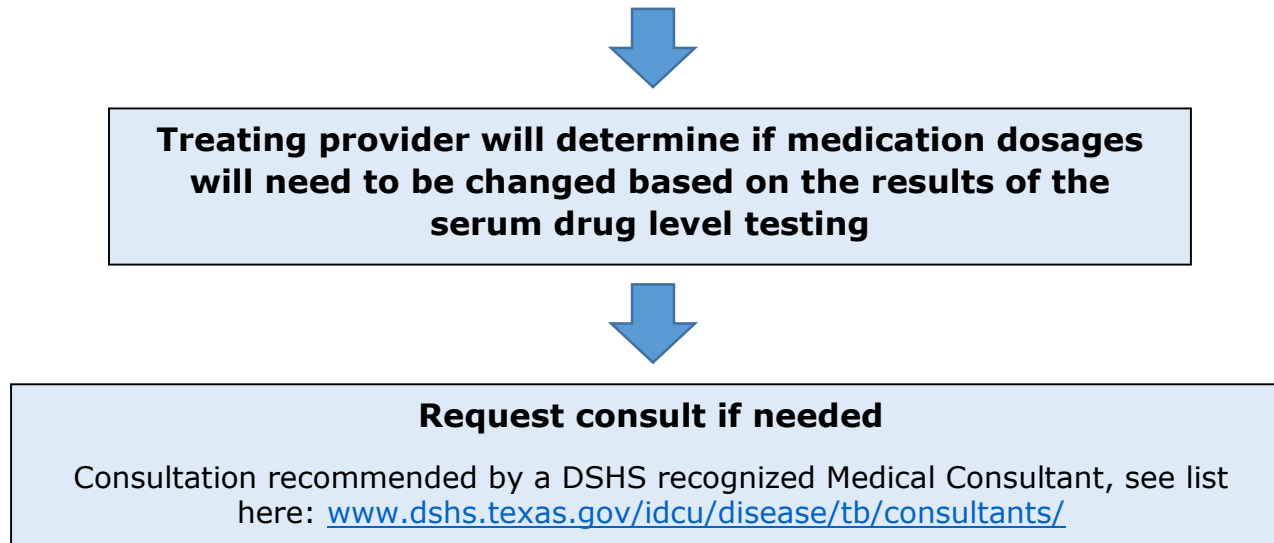 Treating provider will determine if medication dosages
will need to be changed based on the results of the
serum drug level testing
Request consult if needed
Consultation recommended by a DSHS recognized Medical Consultant, see list
here: www.dshs.texas.gov/idcu/disease/tb/consultants/